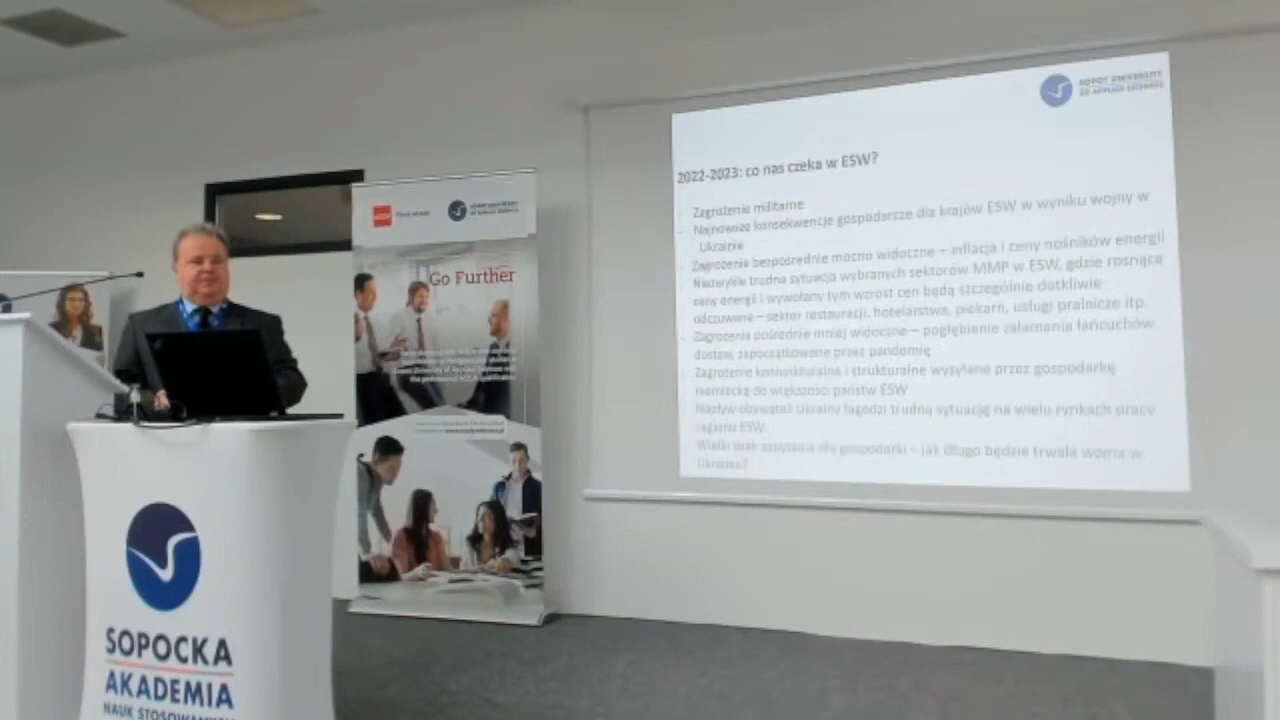 SOPOT UNIVERSITY
OF APPLIED SCIENCES
2022-2023: co nas czeka w ESW?
- Zagrożenie militarne
- Najnowsze konsekwencje gospodarcze dla krajów ESW w wyniku wojny w
Ukrainie
- Zagrożenie bezpośrednie mocno widoczne – inflacja i ceny nośników energii
Niezwykle trudna sytuacja wybranych sektorów MMP w ESW, gdzie rosnące
ceny energii i wywołany tym wzrost cen będą szczególnie dotkliwie
odczuwane – sektor restauracji, hotelarstwa, piekarń, usługi pralnicze itp
- Zagrożenia pośrednie mniej widoczne – pogłębienie załamania łańcuchów
dostaw, zapoczątkowane przez pandemię
Zagrożenie koniunkturalne i strukturalne wysyłane przez gospodarkę
niemiecką do większości państw ESW
Napływ obywateli Ukrainy łagodzi trudną sytuację na wielu rynkach pracy
regionu ESW
Wielki znak zapytania dla gospodarki – jak długo będzie trwała wojna w
Ukrainie?
ACCA
Go Further
SOPOCKA
AKADEMIA
NAUK STOSOWANYCH